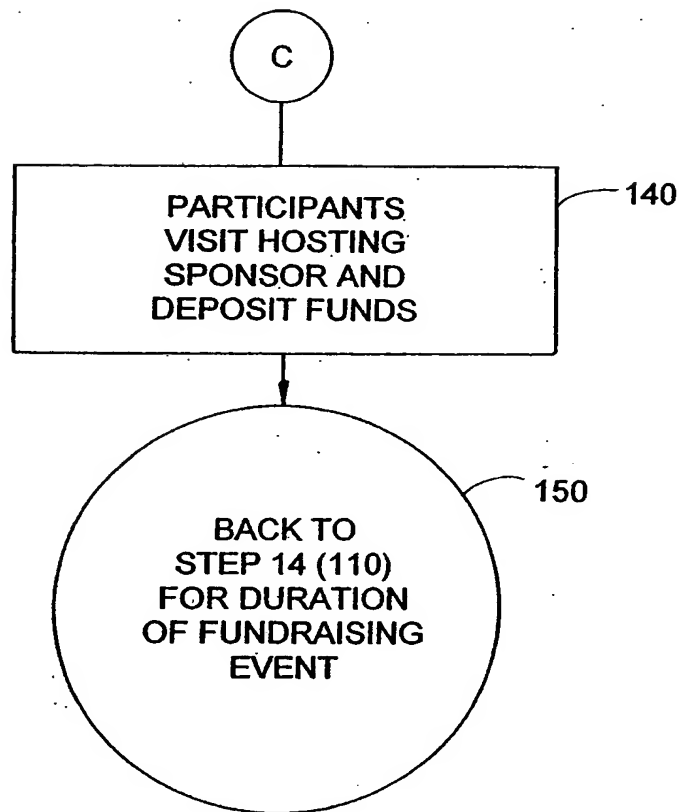 C
PARTICIPANTS
VISIT HOSTING
SPONSOR AND
DEPOSIT FUNDS
140
150
BACK TO
STEP 14 (110)
FOR DURATION
OF FUNDRAISING
EVENT